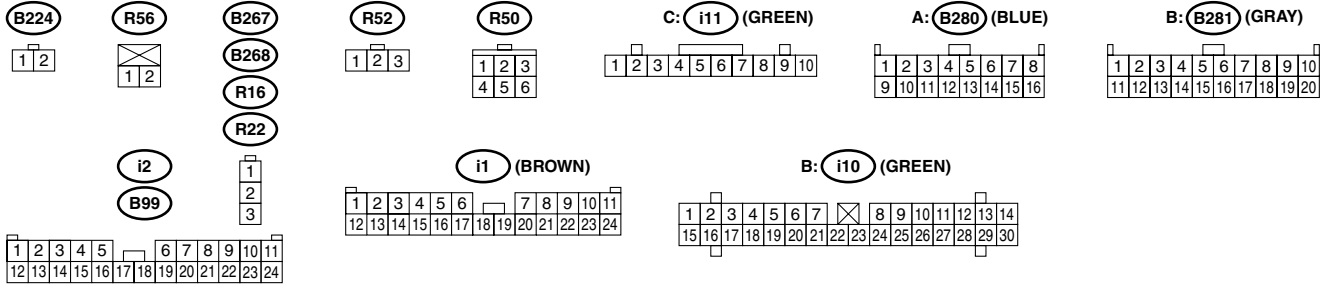 B224 R56 B267 R52 R50 C: i11 (GREEN) A: B280 (BLUE) B: B281 (GRAY)
B268
R16
R22
1 2
1 2
1 2 3
1 2 3
4 5 6
1 2 3 4 5 6 7 8 9 10
1 2 3 4 5 6 7 8
9 10 11 12 13 14 15 16
1 2 3 4 5 6 7 8 9 10
11 12 13 14 15 16 17 18 19 20
i2
B99
1
2
3
i1 (BROWN)
B: i10 (GREEN)
1 2 3 4 5 6 7 8 9 10 11
12 13 14 15 16 17 18 19 20 21 22 23 24
1 2 3 4 5 6 7 8 9 10 11 12 13 14
15 16 17 18 19 20 21 22 23 24 25 26 27 28 29 30
1 2 3 4 5 6 7 8 9 10 11
12 13 14 15 16 17 18 19 20 21 22 23 24